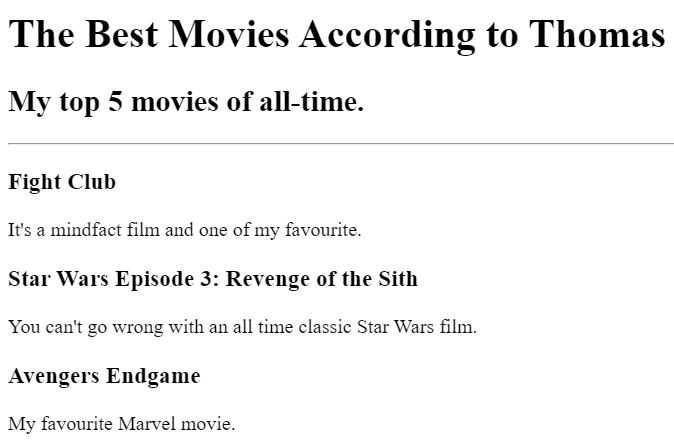 The Best Movies According to Thomas
My top 5 movies of all-time.
Fight Club
It's a mindfact film and one of my favourite.
Star Wars Episode 3: Revenge of the Sith
You can't go wrong with an all time classic Star Wars film.
Avengers Endgame
My favourite Marvel movie.